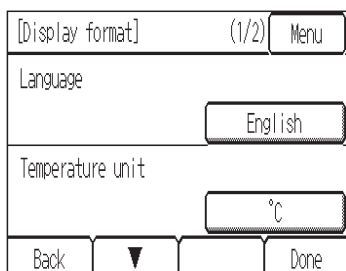 [Display format] (1/2) Menu
Language
English
Temperature unit
°C
Back ▼ Done